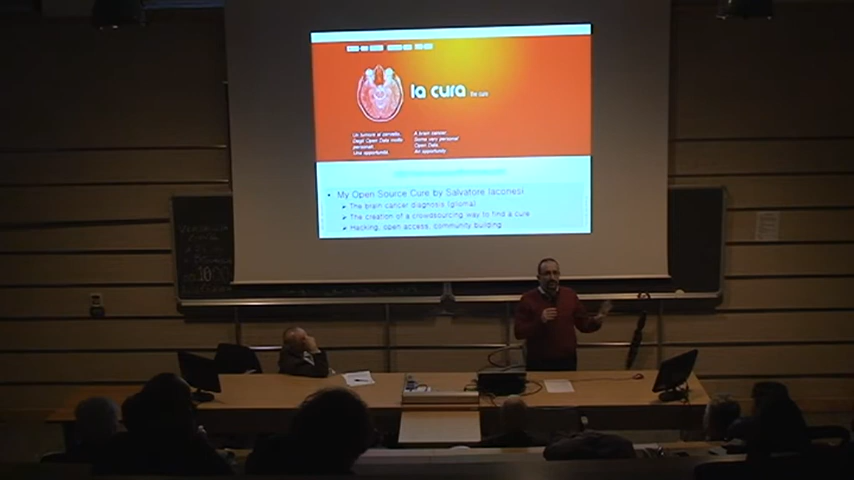 la cura the cure
Un tumore al cervello.
Degli Open Data molto
personali.
Una opportunità.
A brain cancer.
Some very personal
Open Data.
An opportunity.
• My Open Source Cure by Salvatore Iaconesi
➢ The brain cancer diagnosis (glioma)
➢ The creation of a crowdsourcing way to find a cure
➢ Hacking, open access, community building